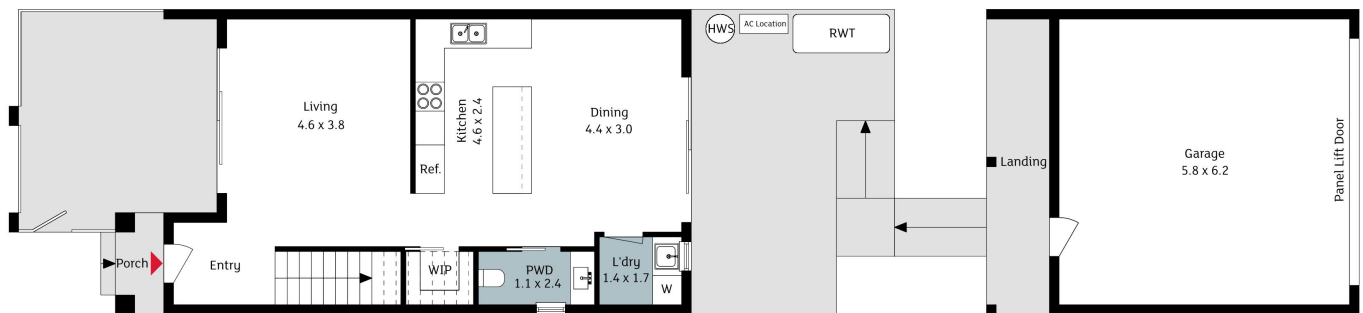 HWS
AC Location
RWT
Living
4.6 x 3.8
Kitchen
4.6 x 2.4
Dining
4.4 x 3.0
Ref.
Landing
Garage
5.8 x 6.2
Panel Lift Door
Porch
Entry
WIP
PWD
1.1 x 2.4
L'dry
1.4 x 1.7
W